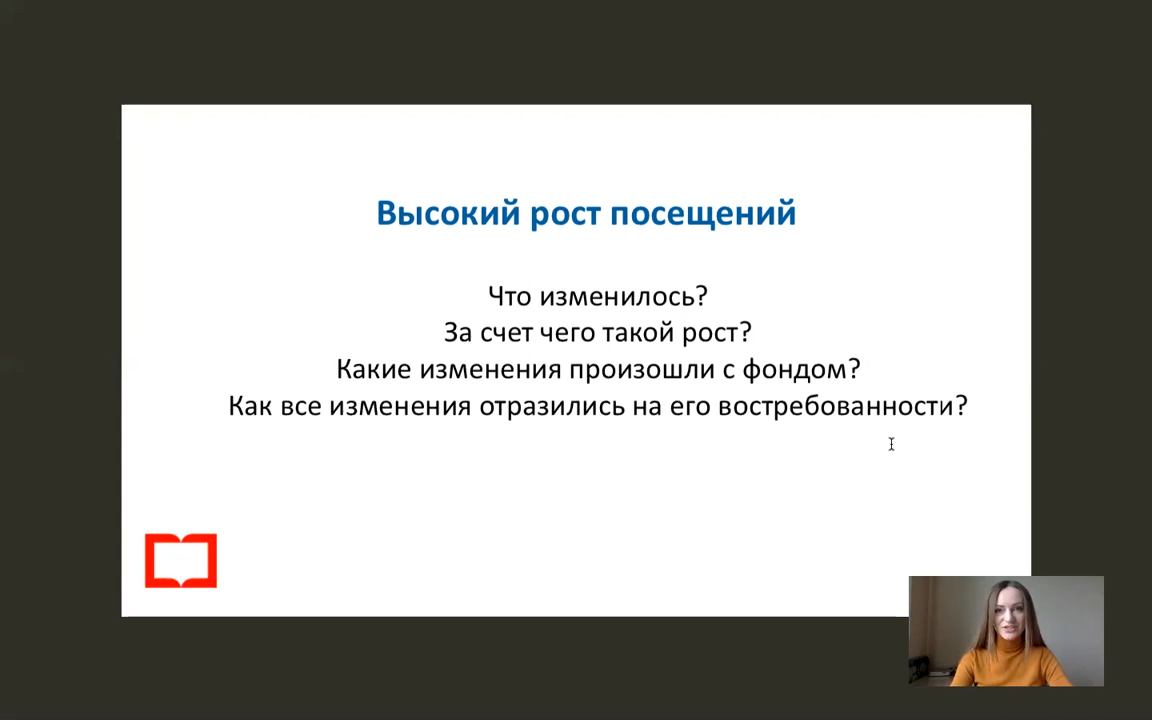 Высокий рост посещений
Что изменилось?
За счет чего такой рост?
Какие изменения произошли с фондом?
Как все изменения отразились на его востребованности?